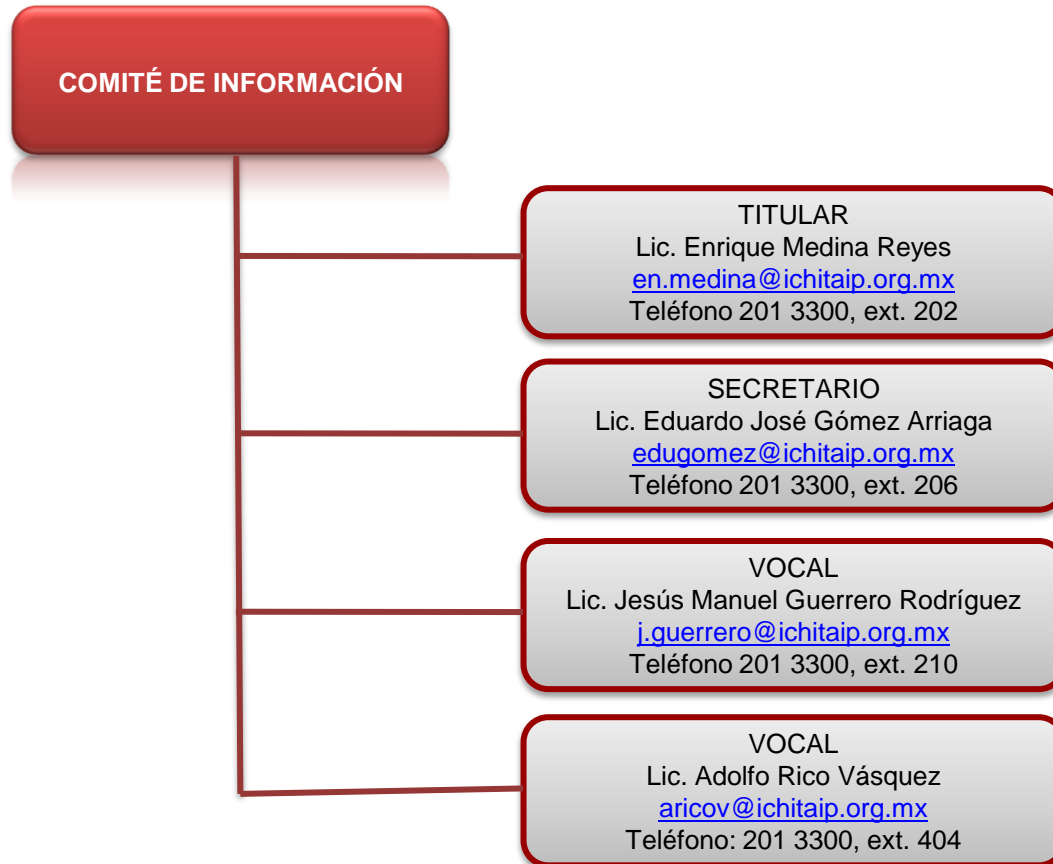 COMITÉ DE INFORMACIÓN
TITULAR
Lic. Enrique Medina Reyes
en.medina@ichitaip.org.mx
Teléfono 201 3300, ext. 202
SECRETARIO
Lic. Eduardo José Gómez Arriaga
edugomez@ichitaip.org.mx
Teléfono 201 3300, ext. 206
VOCAL
Lic. Jesús Manuel Guerrero Rodríguez
j.guerrero@ichitaip.org.mx
Teléfono 201 3300, ext. 210
VOCAL
Lic. Adolfo Rico Vásquez
aricov@ichitaip.org.mx
Teléfono: 201 3300, ext. 404